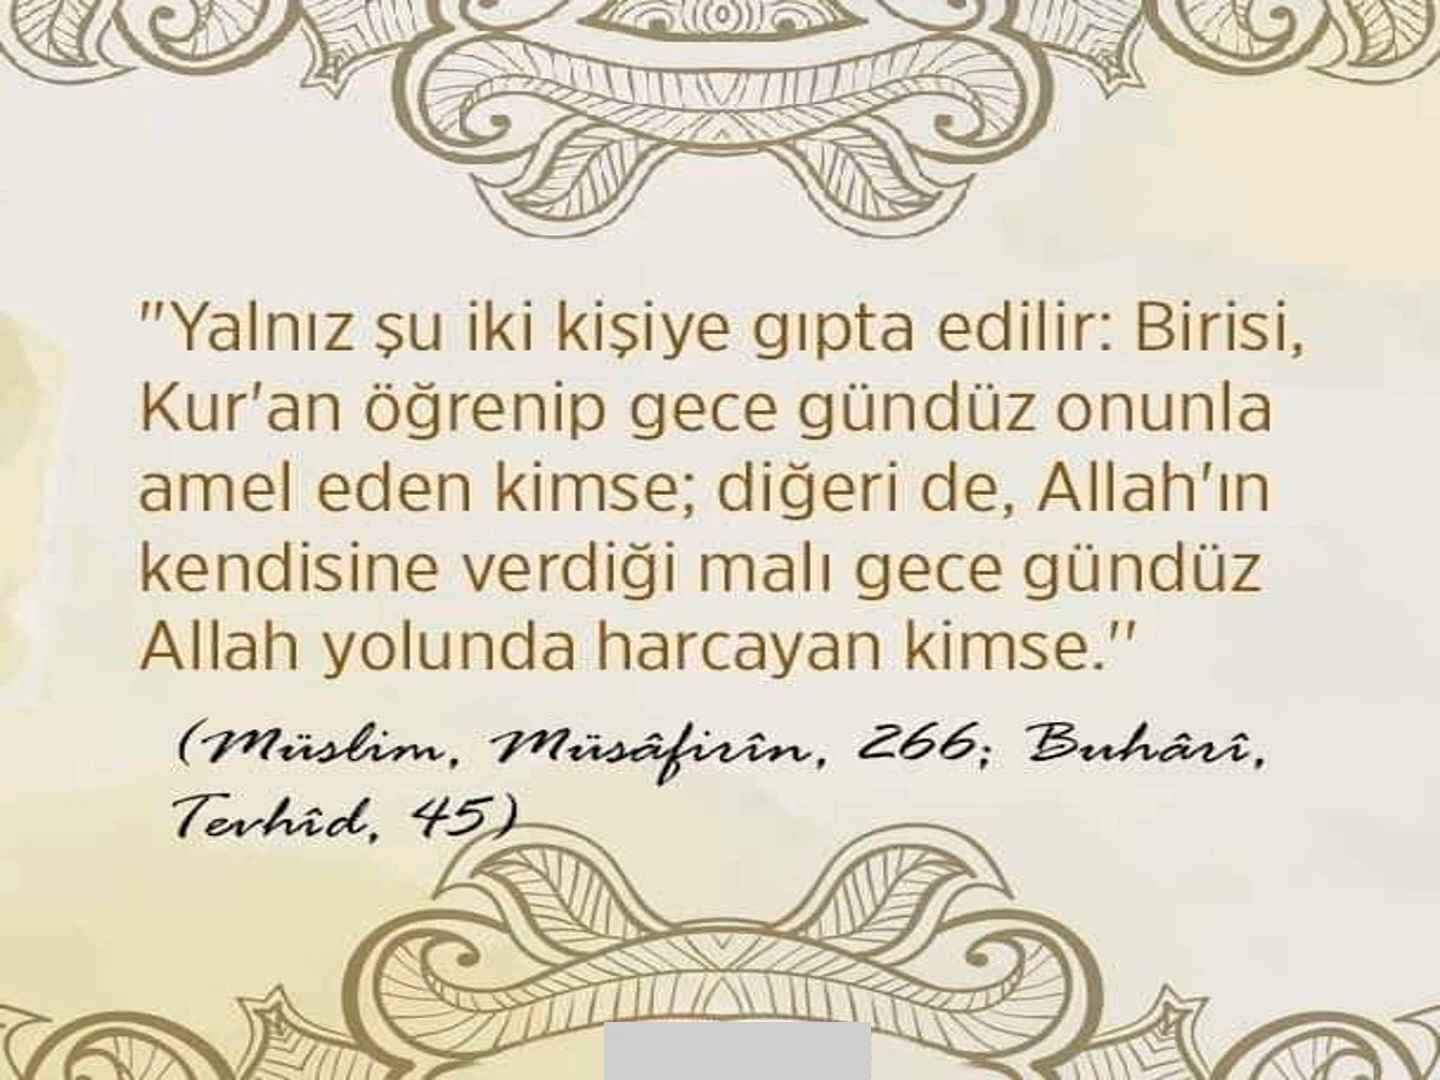 "Yalnız şu iki kişiye gıpta edilir: Birisi,
Kur'an öğrenip gece gündüz onunla
amel eden kimse; diğeri de, Allah'ın
kendisine verdiği malı gece gündüz
Allah yolunda harcayan kimse."
(Müslim, Müsâfirîn, 266; Buhârî,
Tevhîd, 45)